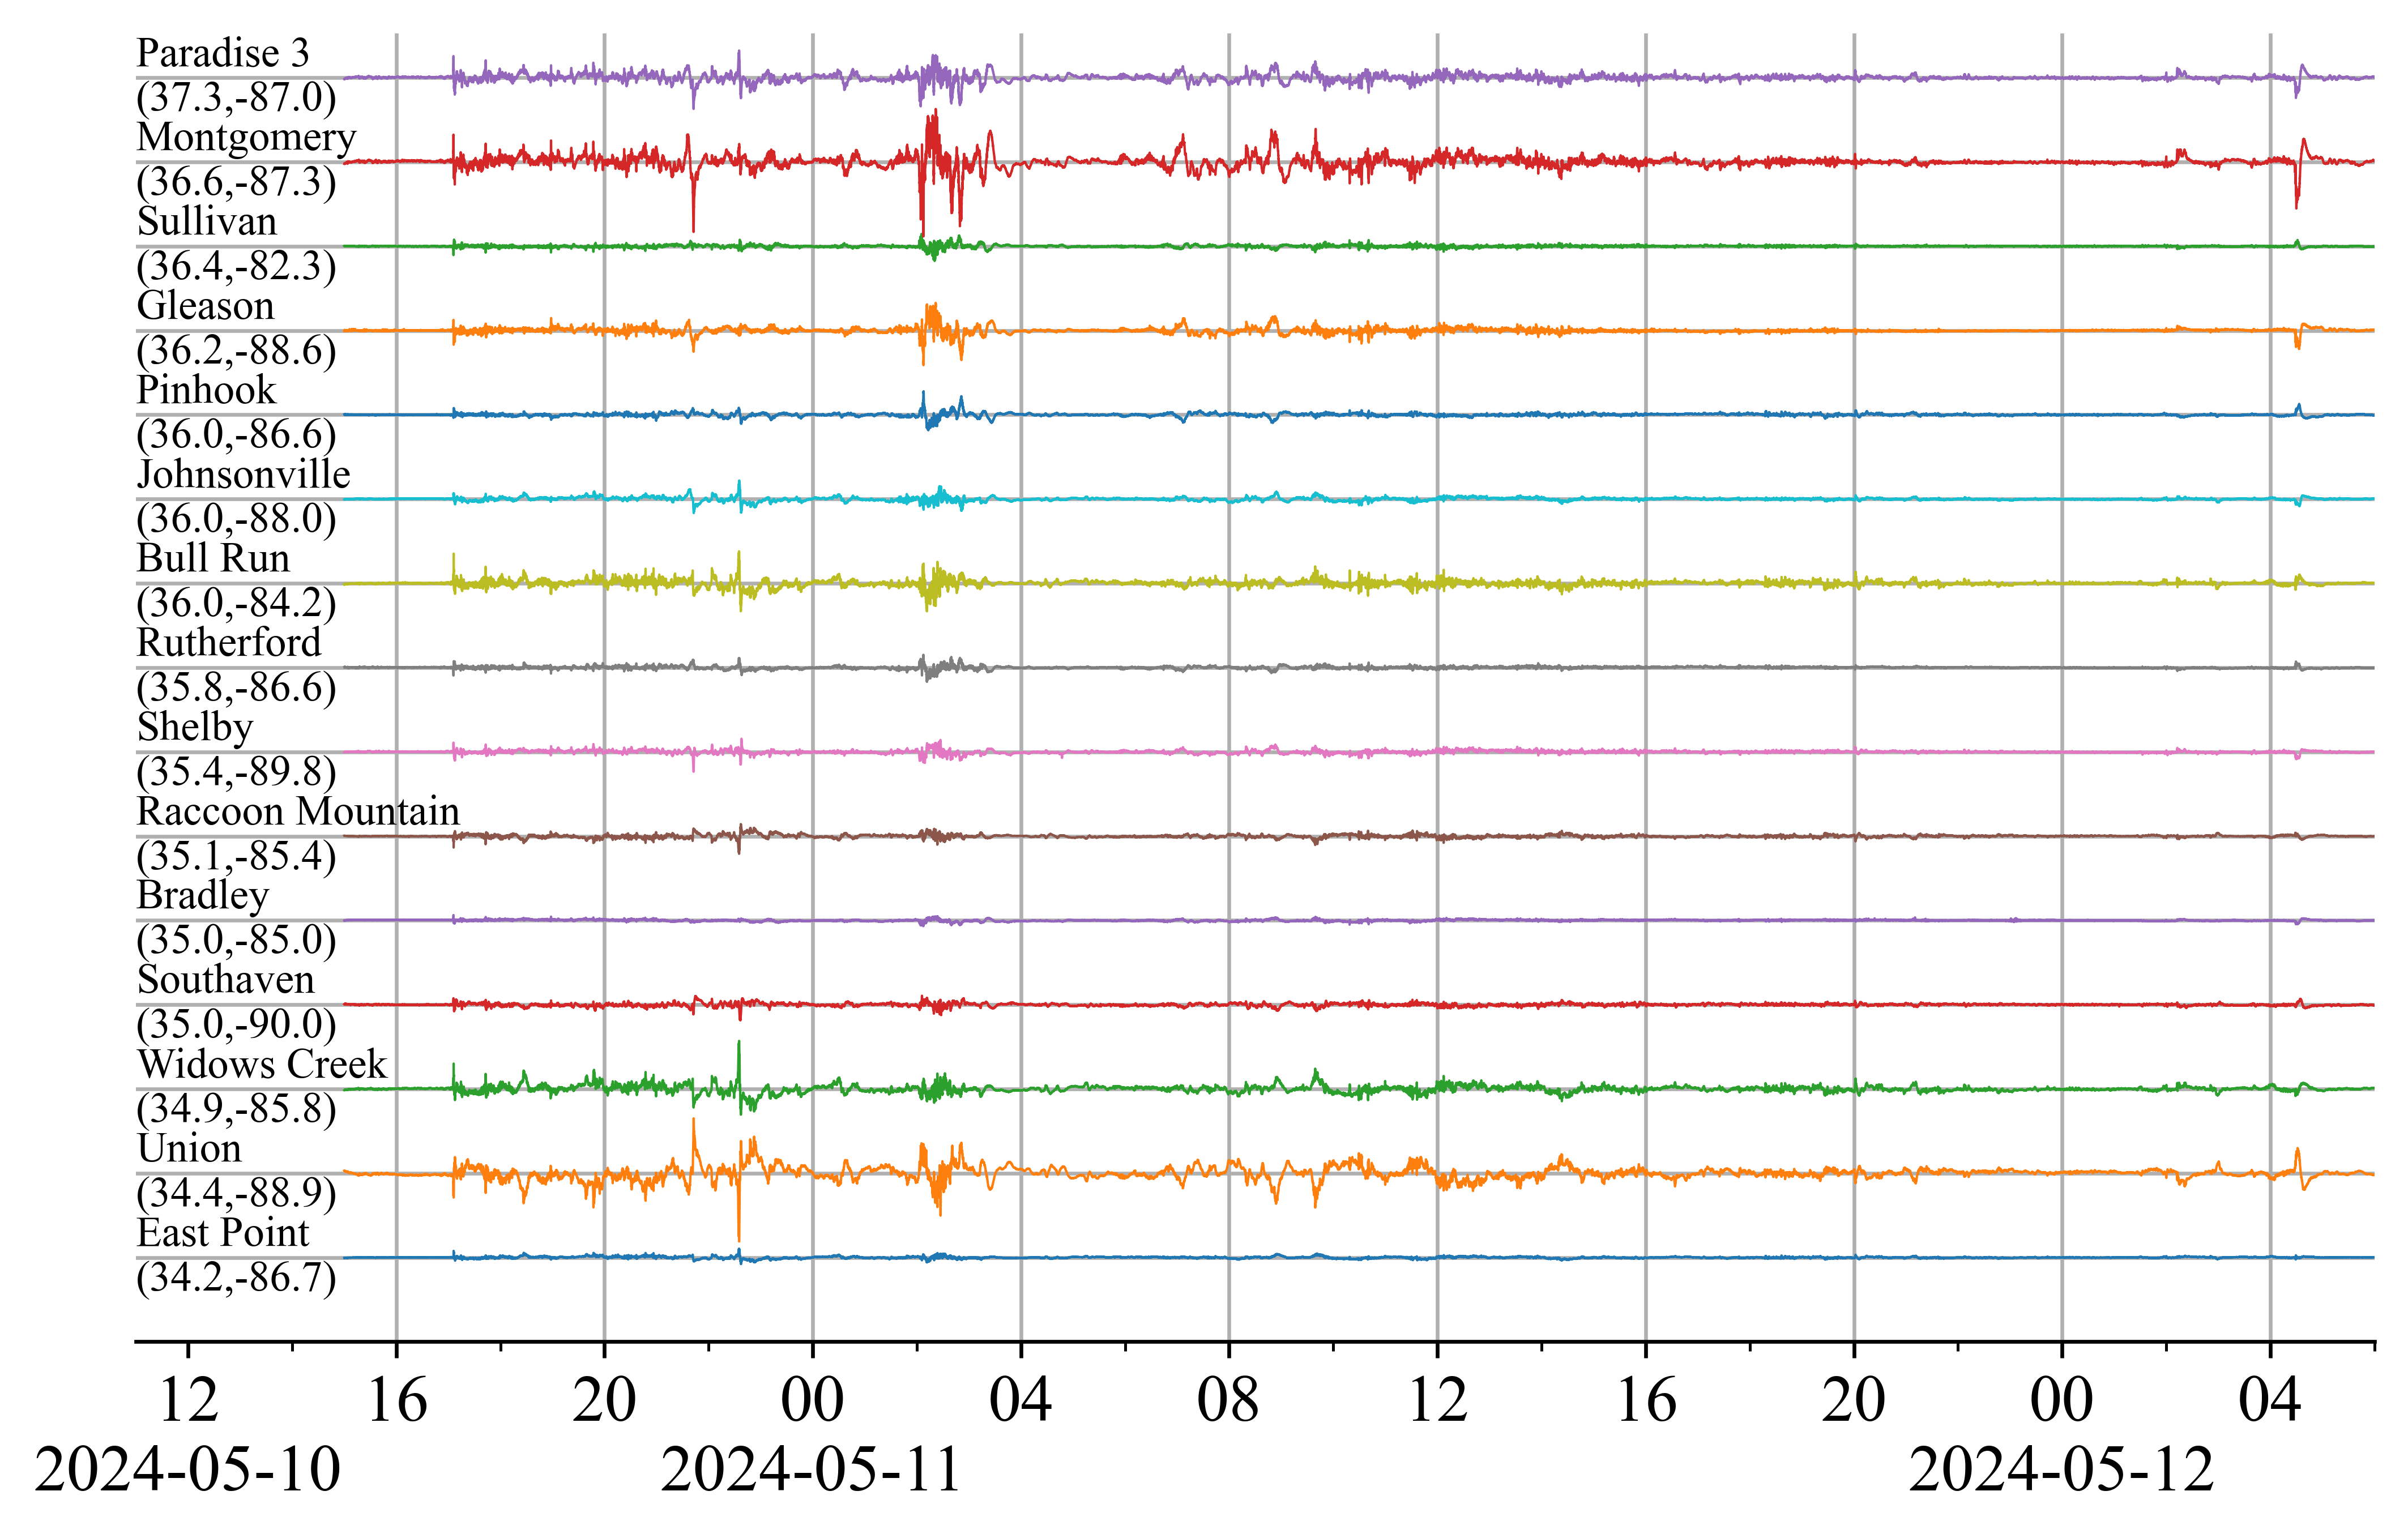 Paradise 3
(37.3,-87.0)
Montgomery
(36.6,-87.3)
Sullivan
(36.4,-82.3)
Gleason
(36.2,-88.6)
Pinhook
(36.0,-86.6)
Johnsonville
(36.0,-88.0)
Bull Run
(36.0,-84.2)
Rutherford
(35.8,-86.6)
Shelby
(35.4,-89.8)
Raccoon Mountain
(35.1,-85.4)
Bradley
(35.0,-85.0)
Southaven
(35.0,-90.0)
Widows Creek
(34.9,-85.8)
Union
(34.4,-88.9)
East Point
(34.2,-86.7)
12 16 20 00 04 08 12 16 20 00 04
2024-05-10 2024-05-11 2024-05-12